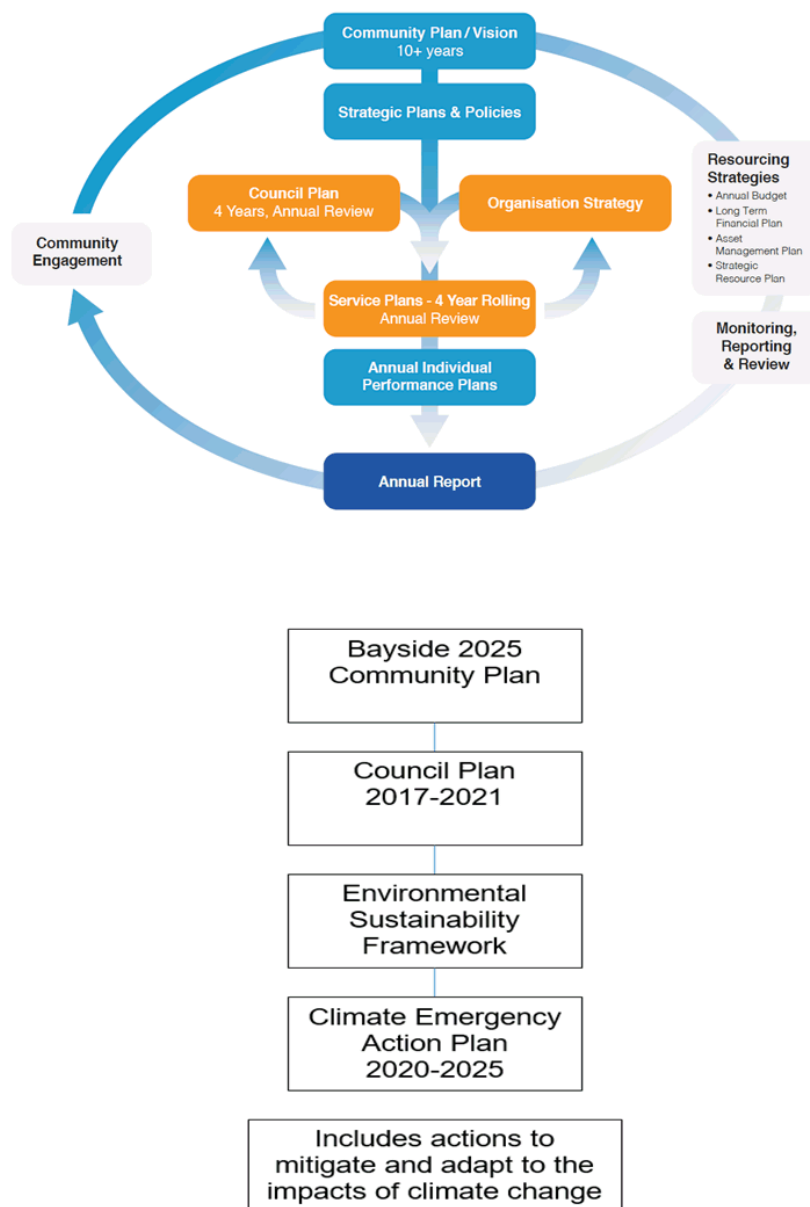 Community Plan / Vision
10+ years
Strategic Plans & Policies
Council Plan
4 Years, Annual Review
Organisation Strategy
Resourcing
Strategies
• Annual Budget
• Long Term
Financial Plan
• Asset
Management Plan
• Strategic
Resource Plan
Community
Engagement
Service Plans - 4 Year Rolling
Annual Review
Monitoring,
Reporting
& Review
Annual Individual
Performance Plans
Annual Report
Bayside 2025
Community Plan
Council Plan
2017-2021
Environmental
Sustainability
Framework
Climate Emergency
Action Plan
2020-2025
Includes actions to
mitigate and adapt to the
impacts of climate change